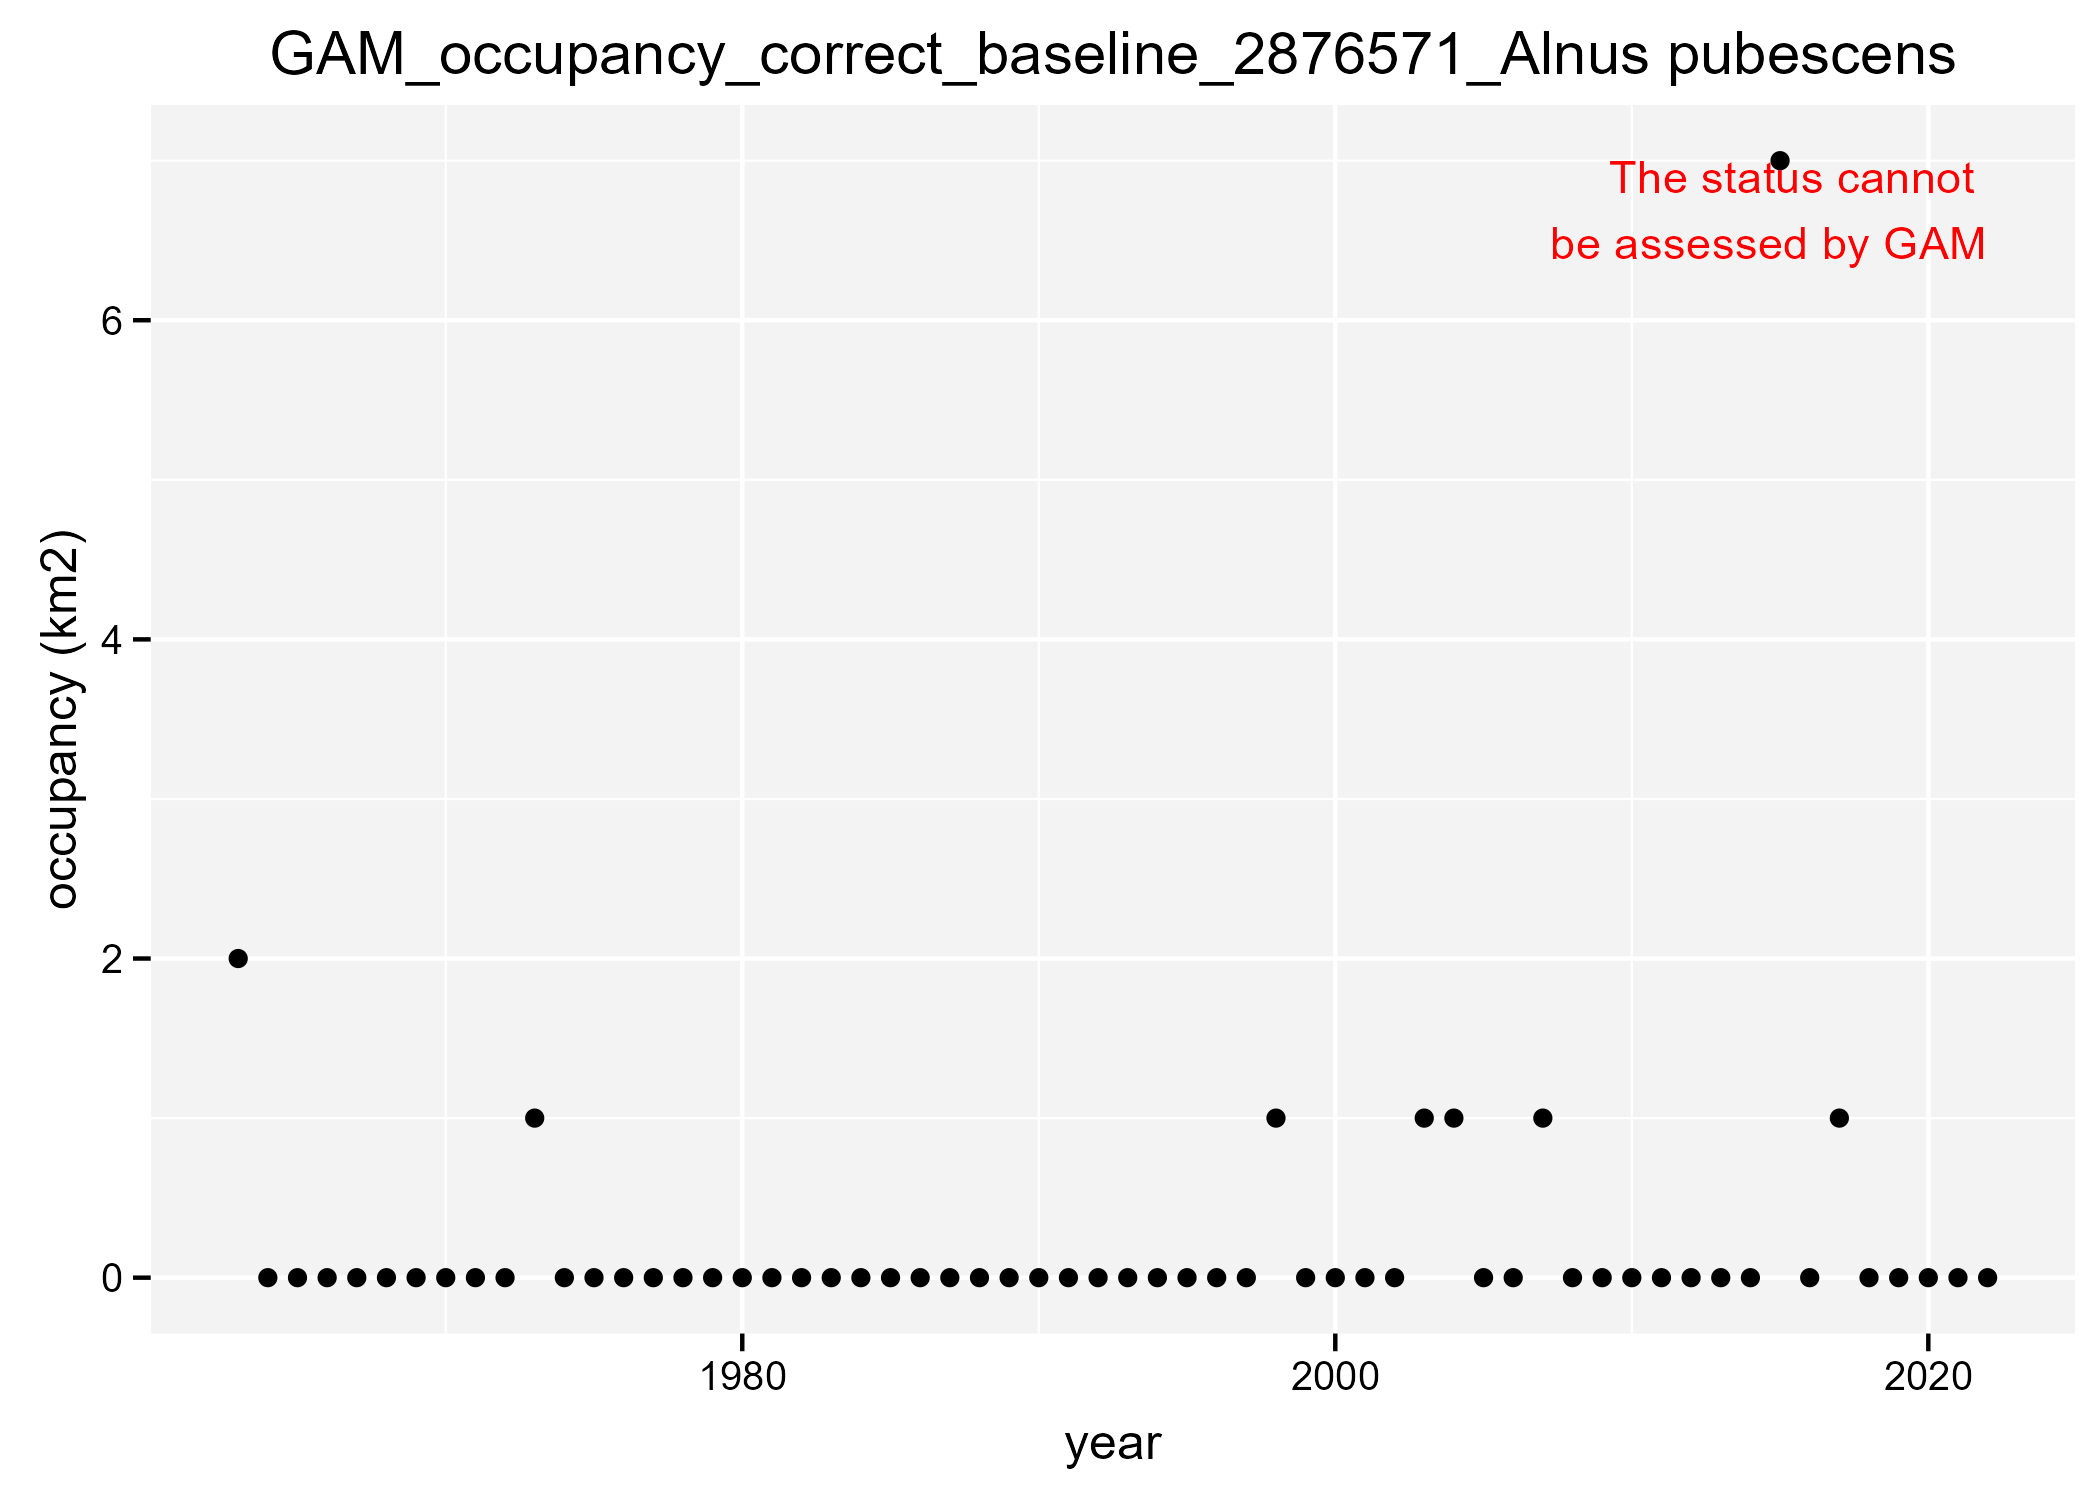 GAM_occupancy_correct_baseline_2876571_Alnus pubescens
The status cannot
be assessed by GAM
occupancy (km2)
6
4
2
0
1980 2000 2020
year